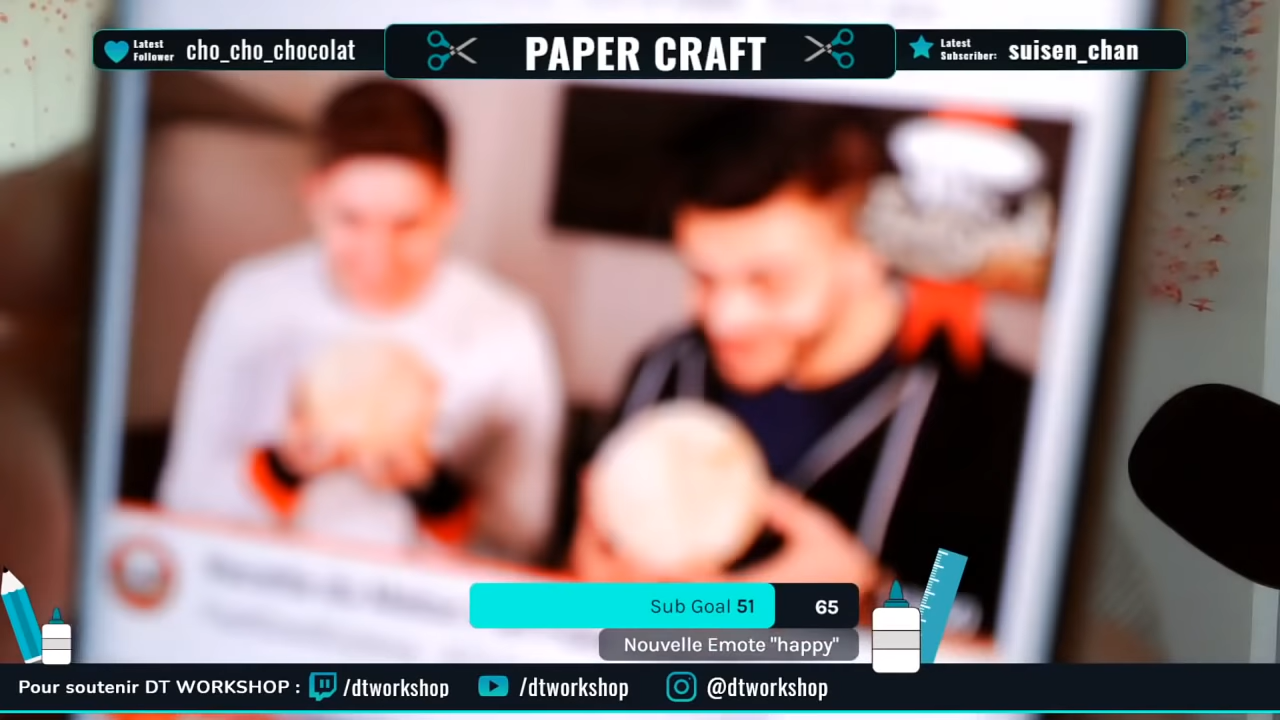 Latest
Follower
cho_cho_chocolat
PAPER CRAFT
Latest
Subscriber:
suisen_chan
Sub Goal 51
65
Nouvelle Emote "happy"
Pour soutenir DT WORKSHOP :
/dtworkshop
/dtworkshop
@dtworkshop